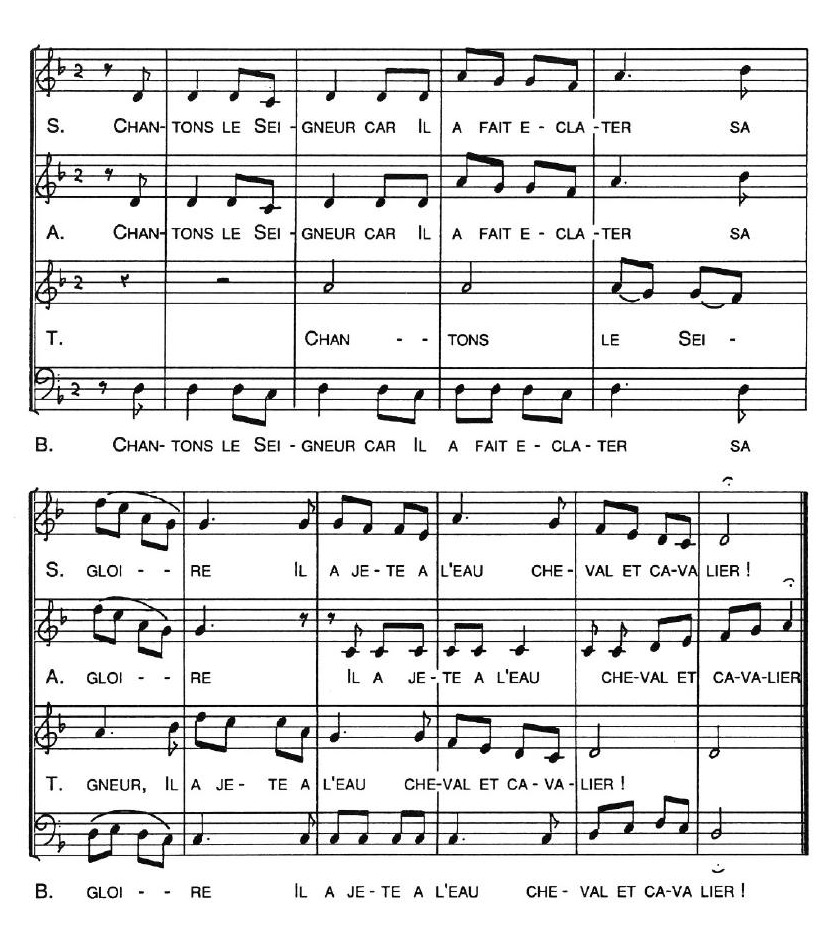 2
S. CHAN- TONS LE SEI - GNEUR CAR IL A FAIT E - CLA - TER SA
2
A. CHAN- TONS LE SEI - GNEUR CAR IL A FAIT E - CLA - TER SA
2
T. CHAN - - TONS LE SEI -
2
B. CHAN- TONS LE SEI - GNEUR CAR IL A FAIT E - CLA - TER SA
S. GLOI - - RE IL A JE - TE A L'EAU CHE - VAL ET CA-VA LIER !
A. GLOI - - RE IL A JE - TE A L'EAU CHE-VAL ET CA-VA-LIER
T. GNEUR, IL A JE - TE A L'EAU CHE-VAL ET CA - VA - LIER !
B. GLOI - - RE IL A JE - TE A L'EAU CHE - VAL ET CA-VA LIER !